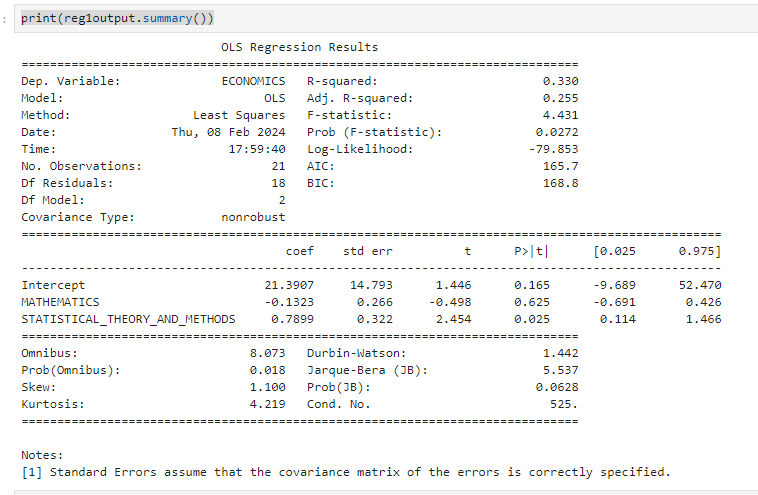 print(reg1output.summary())
OLS Regression Results
==============================================================================
Dep. Variable: ECONOMICS R-squared: 0.330
Model: OLS Adj. R-squared: 0.255
Method: Least Squares F-statistic: 4.431
Date: Thu, 08 Feb 2024 Prob (F-statistic): 0.0272
Time: 17:59:40 Log-Likelihood: -79.853
No. Observations: 21 AIC: 165.7
Df Residuals: 18 BIC: 168.8
Df Model: 2
Covariance Type: nonrobust
==================================================================================================
coef std err t P>|t| [0.025 0.975]
--------------------------------------------------------------------------------------------------
Intercept 21.3907 14.793 1.446 0.165 -9.689 52.470
MATHEMATICS -0.1323 0.266 -0.498 0.625 -0.691 0.426
STATISTICAL_THEORY_AND_METHODS 0.7899 0.322 2.454 0.025 0.114 1.466
==============================================================================
Omnibus: 8.073 Durbin-Watson: 1.442
Prob(Omnibus): 0.018 Jarque-Bera (JB): 5.537
Skew: 1.100 Prob(JB): 0.0628
Kurtosis: 4.219 Cond. No. 525.
==============================================================================
Notes:
[1] Standard Errors assume that the covariance matrix of the errors is correctly specified.